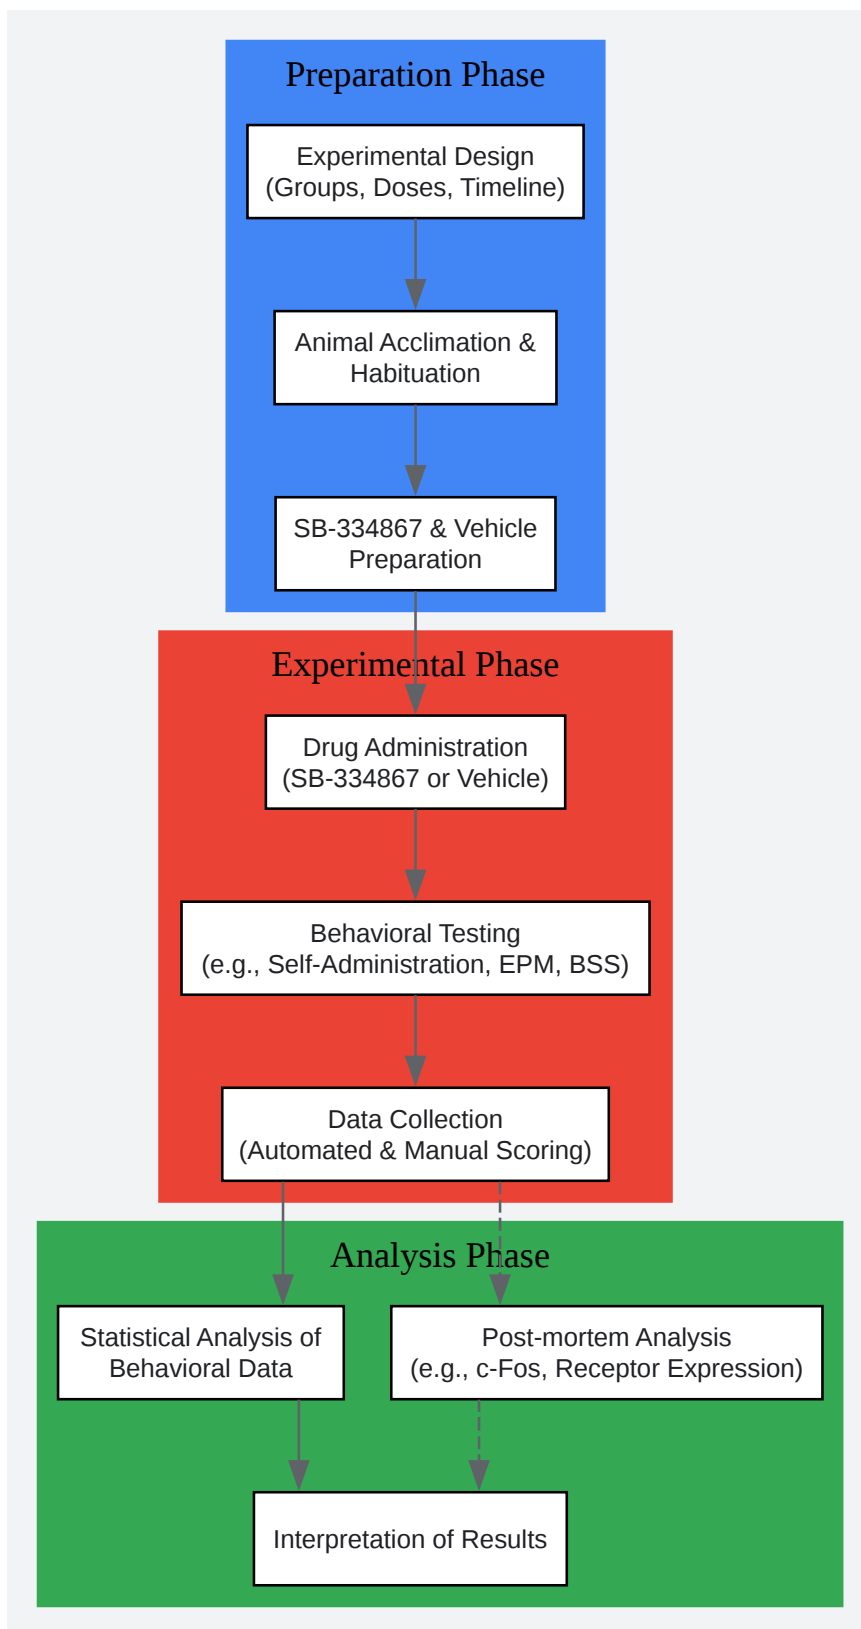 Preparation Phase
Experimental Design
(Groups, Doses, Timeline)
Animal Acclimation &
Habituation
SB-334867 & Vehicle
Preparation
Experimental Phase
Drug Administration
(SB-334867 or Vehicle)
Behavioral Testing
(e.g., Self-Administration, EPM, BSS)
Data Collection
(Automated & Manual Scoring)
Analysis Phase
Statistical Analysis of
Behavioral Data
Post-mortem Analysis
(e.g., c-Fos, Receptor Expression)
Interpretation of Results